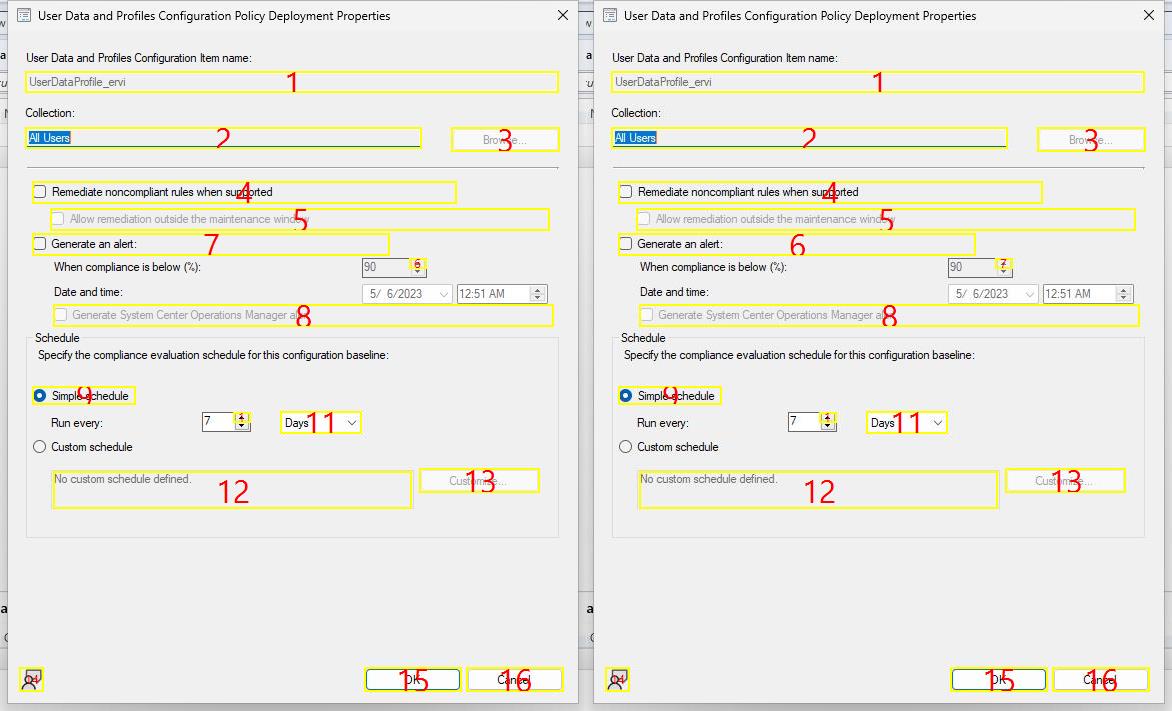 User Data and Profiles Configuration Policy Deployment Properties
User Data and Profiles Configuration Item name:
UserDataProfile_ervi
1
Collection:
All Users
2
3
Remediate noncompliant rules when supported
4
Allow remediation outside the maintenance window
5
Generate an alert:
7
When compliance is below (%):
90
6
Date and time:
5/ 6/2023
12:51 AM
Generate System Center Operations Manager
8
Schedule
Specify the compliance evaluation schedule for this configuration baseline:
Simple schedule
9
Run every:
7
Days
11
Custom schedule
No custom schedule defined.
12
Customize...
13
OK
15
Cancel
16
User Data and Profiles Configuration Policy Deployment Properties
User Data and Profiles Configuration Item name:
UserDataProfile_ervi
1
Collection:
All Users
2
3
Remediate noncompliant rules when supported
4
Allow remediation outside the maintenance window
5
Generate an alert:
6
When compliance is below (%):
90
7
Date and time:
5/ 6/2023
12:51 AM
Generate System Center Operations Manager
8
Schedule
Specify the compliance evaluation schedule for this configuration baseline:
Simple schedule
9
Run every:
7
Days
11
Custom schedule
No custom schedule defined.
12
Customize...
13
OK
15
Cancel
16